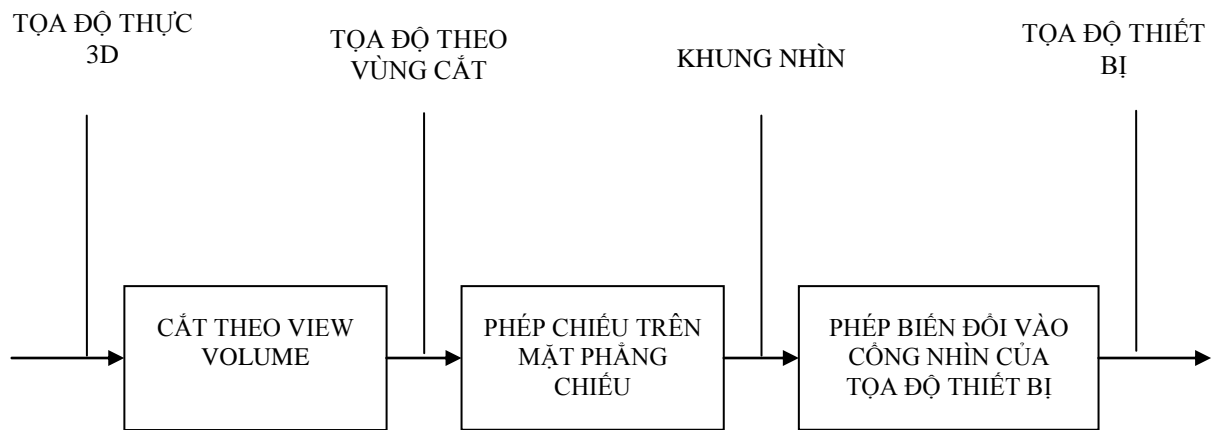 TỌA ĐỘ THỰC
3D
TỌA ĐỘ THEO
VÙNG CẮT
KHUNG NHÌN
TỌA ĐỘ THIẾT
BỊ
CẮT THEO VIEW
VOLUME
PHÉP CHIẾU TRÊN
MẶT PHẲNG
CHIẾU
PHÉP BIẾN ĐỔI VÀO
CỔNG NHÌN CỦA
TỌA ĐỘ THIẾT BỊ